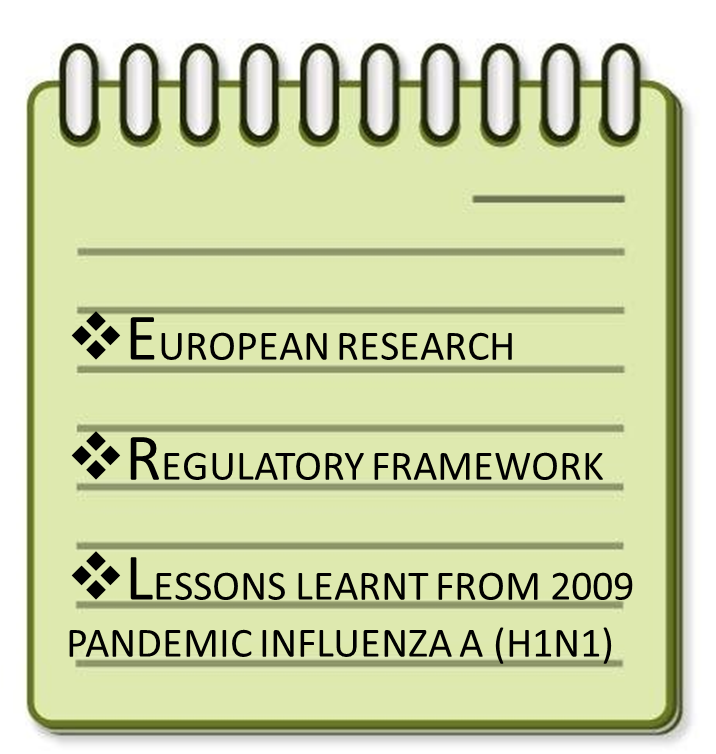 ❖EUROPEAN RESEARCH
❖REGULATORY FRAMEWORK
❖LESSONS LEARNT FROM 2009
PANDEMIC INFLUENZA A (H1N1)